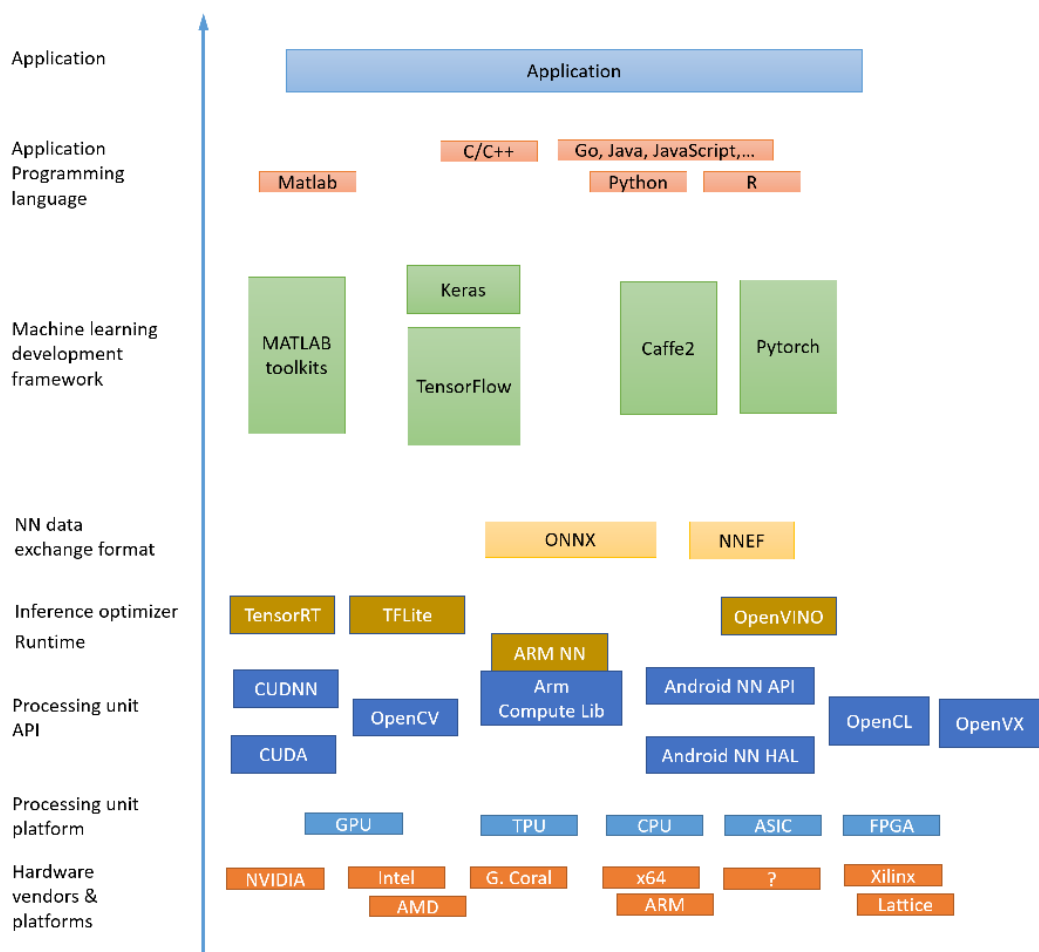 Application
Application
Application
Programming
language
C/C++
Go, Java, JavaScript,...
Matlab
Python
R
Machine learning
development
framework
MATLAB
toolkits
Keras
TensorFlow
Caffe2
Pytorch
NN data
exchange format
ONNX
NNEF
Inference optimizer
Runtime
TensorRT
TFLite
OpenVINO
ARM NN
Processing unit
API
CUDNN
OpenCV
CUDA
Arm
Compute Lib
Android NN API
Android NN HAL
OpenCL
OpenVX
Processing unit
platform
GPU
TPU
CPU
ASIC
FPGA
Hardware
vendors &
platforms
NVIDIA
Intel
AMD
G. Coral
x64
ARM
?
Xilinx
Lattice